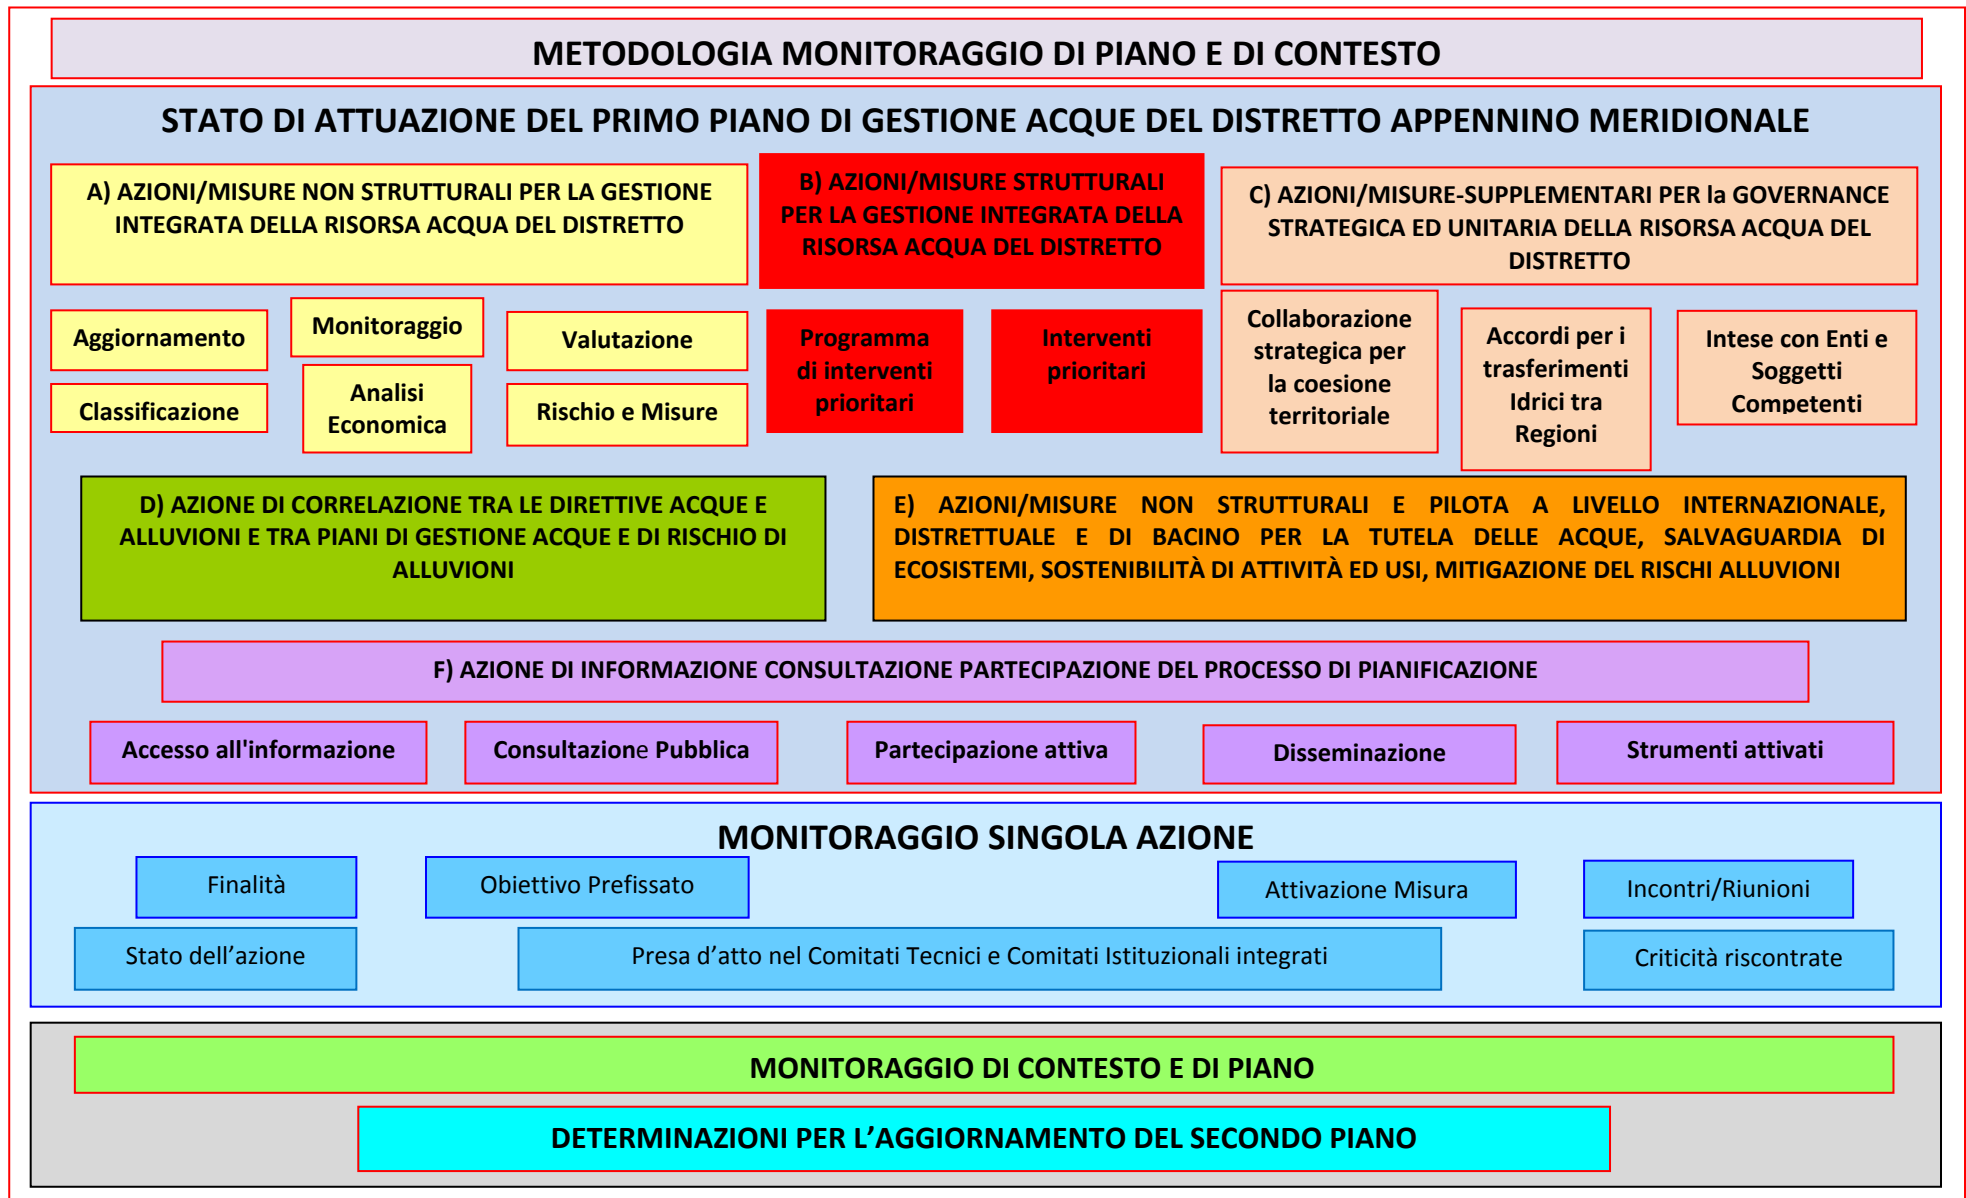 METODOLOGIA MONITORAGGIO DI PIANO E DI CONTESTO
STATO DI ATTUAZIONE DEL PRIMO PIANO DI GESTIONE ACQUE DEL DISTRETTO APPENNINO MERIDIONALE
A) AZIONI/MISURE NON STRUTTURALI PER LA GESTIONE
INTEGRATA DELLA RISORSA ACQUA DEL DISTRETTO
B) AZIONI/MISURE STRUTTURALI
PER LA GESTIONE INTEGRATA DELLA
RISORSA ACQUA DEL DISTRETTO
C) AZIONI/MISURE-SUPPLEMENTARI PER la GOVERNANCE
STRATEGICA ED UNITARIA DELLA RISORSA ACQUA DEL
DISTRETTO
Aggiornamento
Monitoraggio
Valutazione
Classificazione
Analisi
Economica
Rischio e Misure
Programma
di interventi
prioritari
Interventi
prioritari
Collaborazione
strategica per
la coesione
territoriale
Accordi per i
trasferimenti
Idrici tra
Regioni
Intese con Enti e
Soggetti
Competenti
D) AZIONE DI CORRELAZIONE TRA LE DIRETTIVE ACQUE E
ALLUVIONI E TRA PIANI DI GESTIONE ACQUE E DI RISCHIO DI
ALLUVIONI
E) AZIONI/MISURE NON STRUTTURALI E PILOTA A LIVELLO INTERNAZIONALE,
DISTRETTUALE E DI BACINO PER LA TUTELA DELLE ACQUE, SALVAGUARDIA DI
ECOSISTEMI, SOSTENIBILITÀ DI ATTIVITÀ ED USI, MITIGAZIONE DEL RISCHI ALLUVIONI
F) AZIONE DI INFORMAZIONE CONSULTAZIONE PARTECIPAZIONE DEL PROCESSO DI PIANIFICAZIONE
Accesso all'informazione
Consultazione Pubblica
Partecipazione attiva
Disseminazione
Strumenti attivati
MONITORAGGIO SINGOLA AZIONE
Finalità
Obiettivo Prefissato
Attivazione Misura
Incontri/Riunioni
Stato dell’azione
Presa d’atto nel Comitati Tecnici e Comitati Istituzionali integrati
Criticità riscontrate
MONITORAGGIO DI CONTESTO E DI PIANO
DETERMINAZIONI PER L’AGGIORNAMENTO DEL SECONDO PIANO